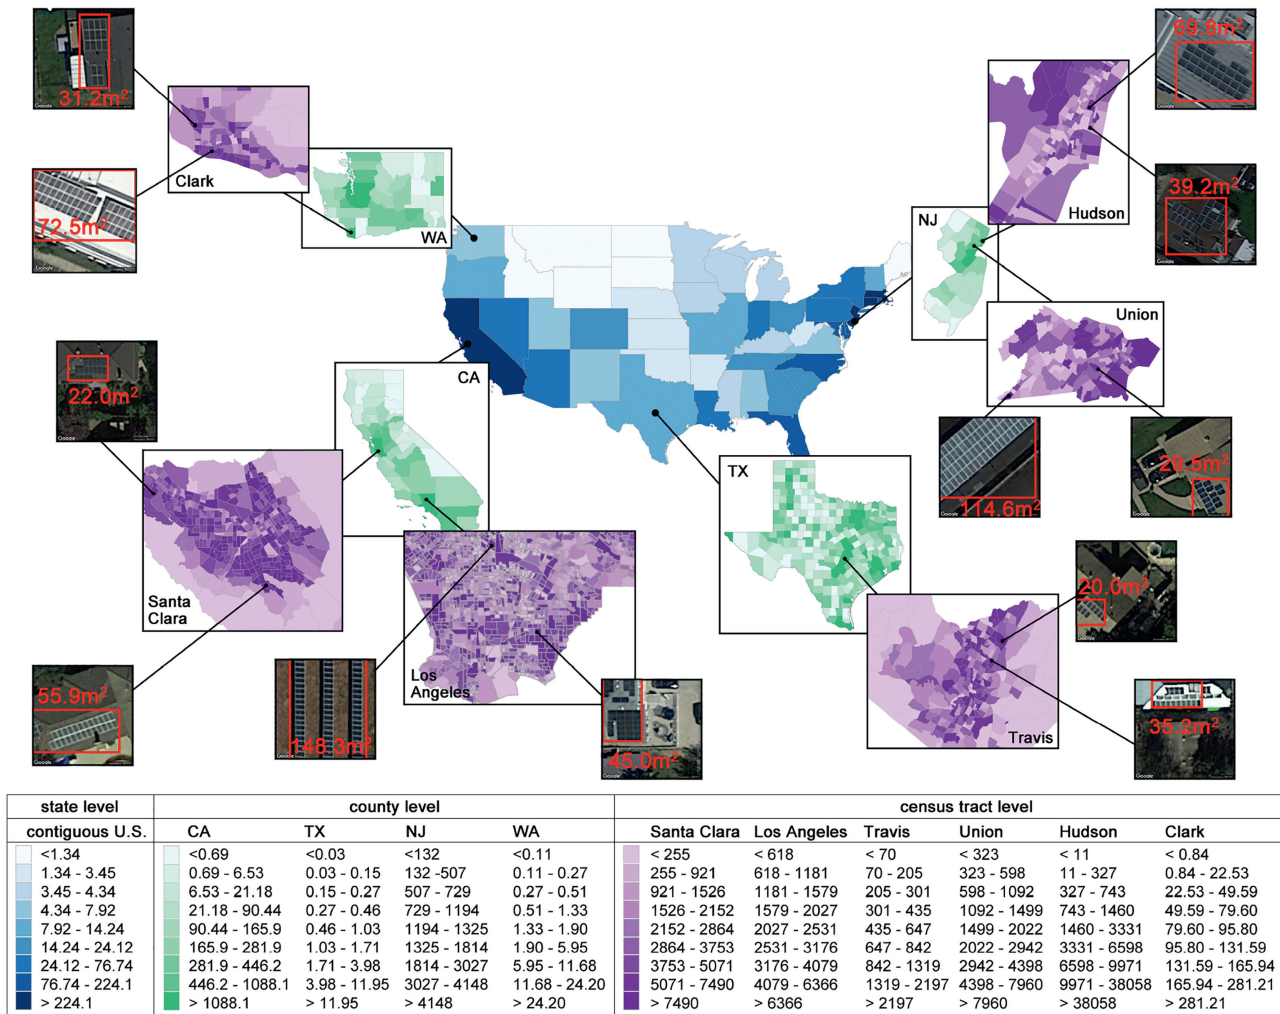 69.8m²
31.2m²
Clark
72.5m²
WA
NJ
Hudson
39.2m²
Union
CA
22.0m²
TX
114.6m²
29.5m²
Santa
Clara
Los
Angeles
20.0m²
Travis
35.2m²
55.9m²
148.3m²
45.0m²
Google
Google
Google
Google
Google
Google
Google
Google
Google
Google
state level county level census tract level
contiguous U.S. CA TX NJ WA Santa Clara Los Angeles Travis Union Hudson Clark
<1.34 <0.69 <0.03 <132 <0.11 < 255 < 618 < 70 < 323 < 11 < 0.84
1.34 - 3.45 0.69 - 6.53 0.03 - 0.15 132 -507 0.11 - 0.27 255 - 921 618 - 1181 70 - 205 323 - 598 11 - 327 0.84 - 22.53
3.45 - 4.34 6.53 - 21.18 0.15 - 0.27 507 - 729 0.27 - 0.51 921 - 1526 1181 - 1579 205 - 301 598 - 1092 327 - 743 22.53 - 49.59
4.34 - 7.92 21.18 - 90.44 0.27 - 0.46 729 - 1194 0.51 - 1.33 1526 - 2152 1579 - 2027 301 - 435 1092 - 1499 743 - 1460 49.59 - 79.60
7.92 - 14.24 90.44 - 165.9 0.46 - 1.03 1194 - 1325 1.33 - 1.90 2152 - 2864 2027 - 2531 435 - 647 1499 - 2022 1460 - 3331 79.60 - 95.80
14.24 - 24.12 165.9 - 281.9 1.03 - 1.71 1325 - 1814 1.90 - 5.95 2864 - 3753 2531 - 3176 647 - 842 2022 - 2942 3331 - 6598 95.80 - 131.59
24.12 - 76.74 281.9 - 446.2 1.71 - 3.98 1814 - 3027 5.95 - 11.68 3753 - 5071 3176 - 4079 842 - 1319 2942 - 4398 6598 - 9971 131.59 - 165.94
76.74 - 224.1 446.2 - 1088.1 3.98 - 11.95 3027 - 4148 11.68 - 24.20 5071 - 7490 4079 - 6366 1319 - 2197 4398 - 7960 9971 - 38058 165.94 - 281.21
> 224.1 > 1088.1 > 11.95 > 4148 > 24.20 > 7490 > 6366 > 2197 > 7960 > 38058 > 281.21